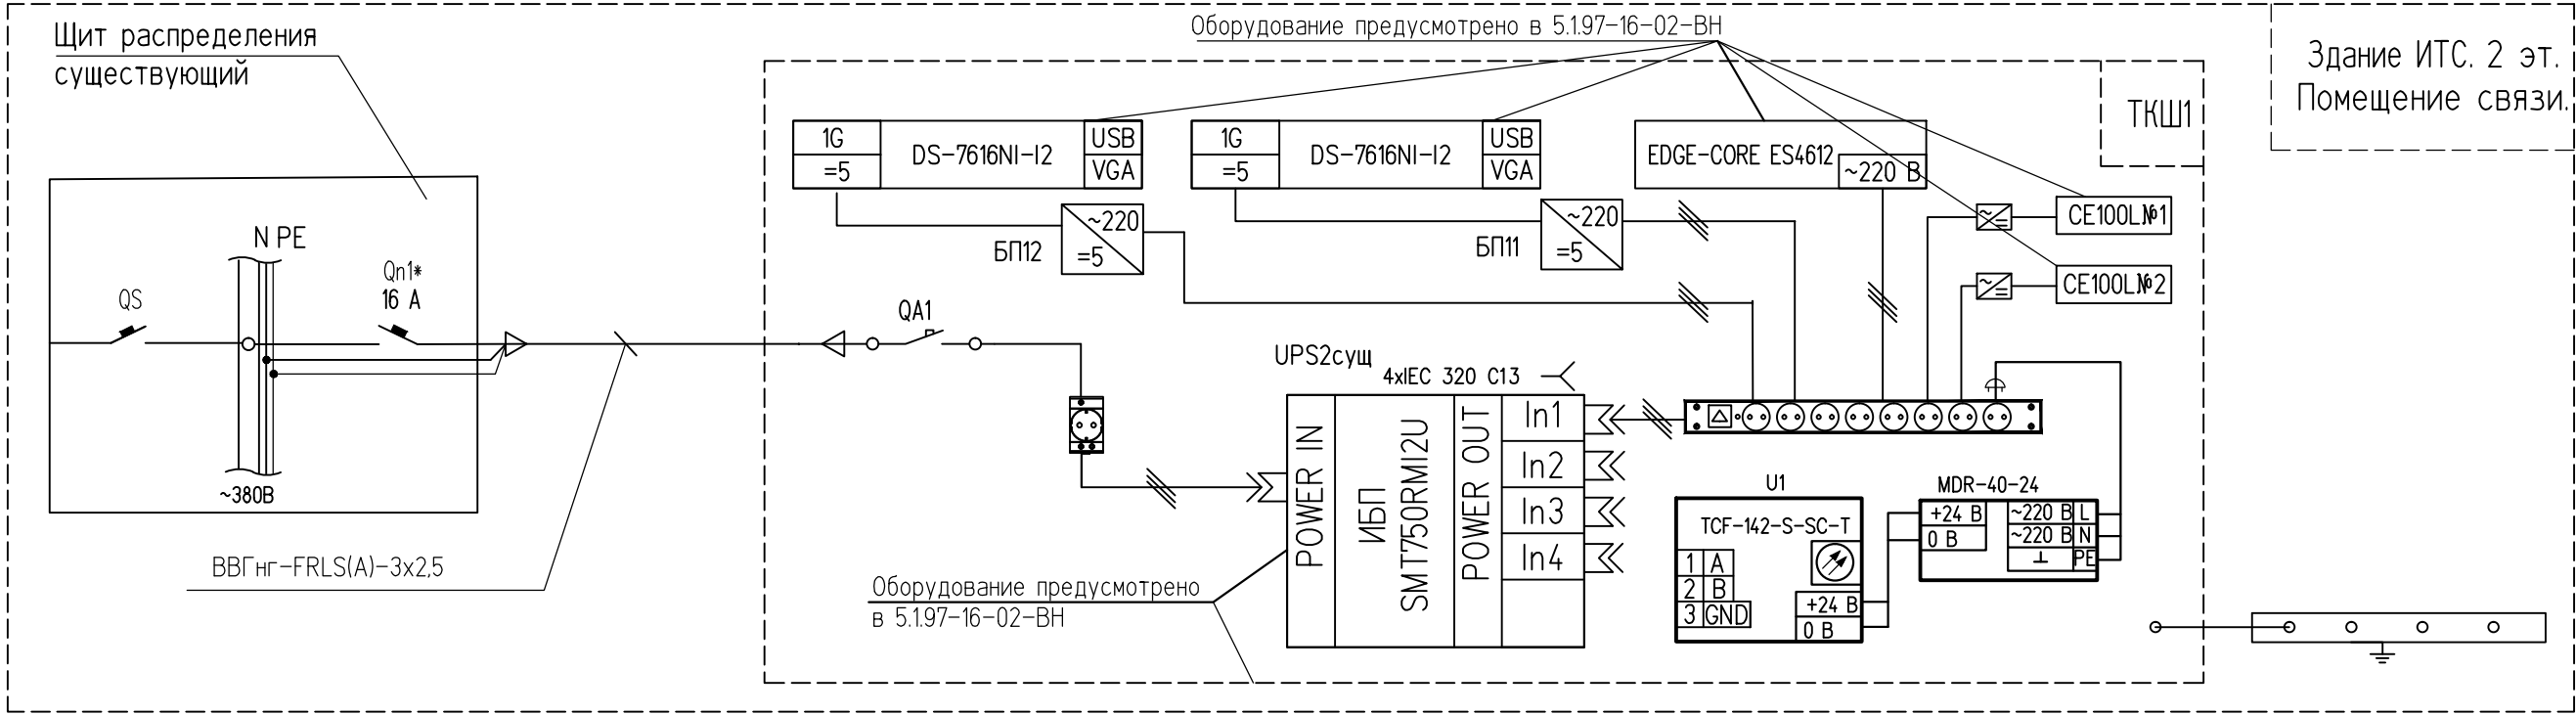 Оборудование предусмотрено в 5.1.97-16-02-ВН
Щит распределения
существующий
Здание ИТС. 2 эт.
Помещение связи.
ТКШ1
1G
=5
DS-7616NI-I2
USB
VGA
1G
=5
DS-7616NI-I2
USB
VGA
EDGE-CORE ES4612
~220 В
CE100L№1
CE100L№2
БП12
~220
=5
БП11
~220
=5
N PE
QS
Qn1*
16 А
~380В
QA1
ВВГнг-FRLS(А)-3х2,5
UPS2сущ
4xIEC 320 C13
POWER IN
ИБП
SMT750RMI2U
POWER OUT
In1
In2
In3
In4
Оборудование предусмотрено
в 5.1.97-16-02-ВН
U1
TCF-142-S-SC-T
1 A
2 B
3 GND
+24 В
0 В
MDR-40-24
+24 В
0 В
~220 В L
~220 В N
PE